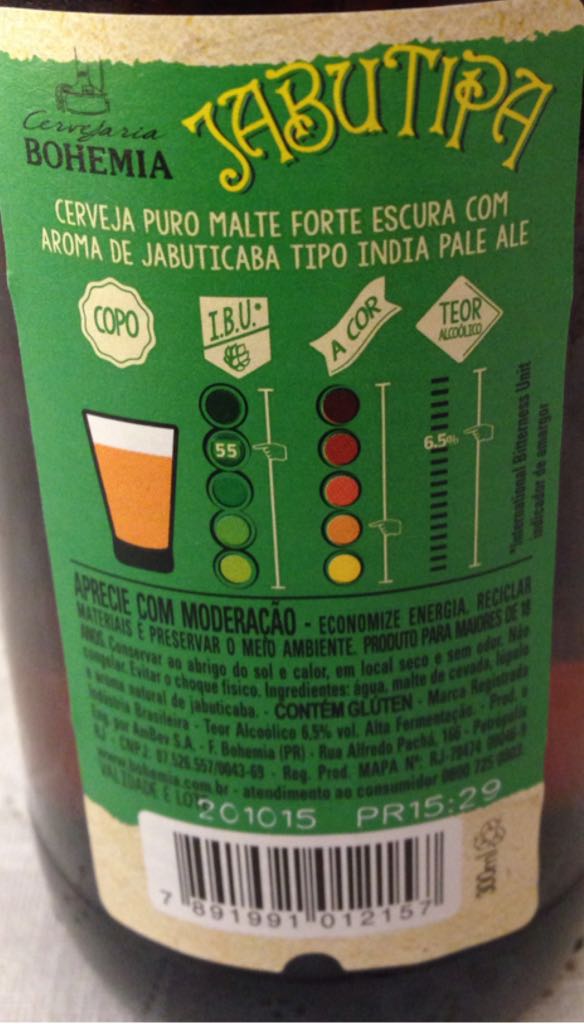 Cervejaria
BOHEMIA
JABUTIPA
CERVEJA PURO MALTE FORTE ESCURA COM
AROMA DE JABUTICABA TIPO INDIA PALE ALE
COPO
I.B.U.*
A COR
TEOR
ALCOÓLICO
55
6.5%
*International Bitterness Unit
indicador de amargor
APRECIE COM MODERAÇÃO - ECONOMIZE ENERGIA, RECICLAR
MATERIAIS E PRESERVAR O MEIO AMBIENTE. PRODUTO PARA MAIORES DE 18
ANOS. Conservar ao abrigo do sol e calor, em local seco e sem odor. Não
congelar. Evitar o choque físico. Ingredientes: água, malte de cevada, lúpulo
e aroma natural de jabuticaba. - CONTÉM GLÚTEN - Marca Registrada
Indústria Brasileira - Teor Alcoólico 6,5% vol. Alta Fermentação. - Prod. e
Eng. por AmBev S.A. - F. Bohemia (PR) - Rua Alfredo Pachá, 166 - Petrópolis
RJ - CNPJ: 07.526.557/0043-69 - Reg. Prod. MAPA Nº: RJ-
www.bohemia.com.br - atendimento ao consumidor 0800 725 0003.
VALIDADE E LOTE
201015 PR15:29
7 891991 012157
300ml